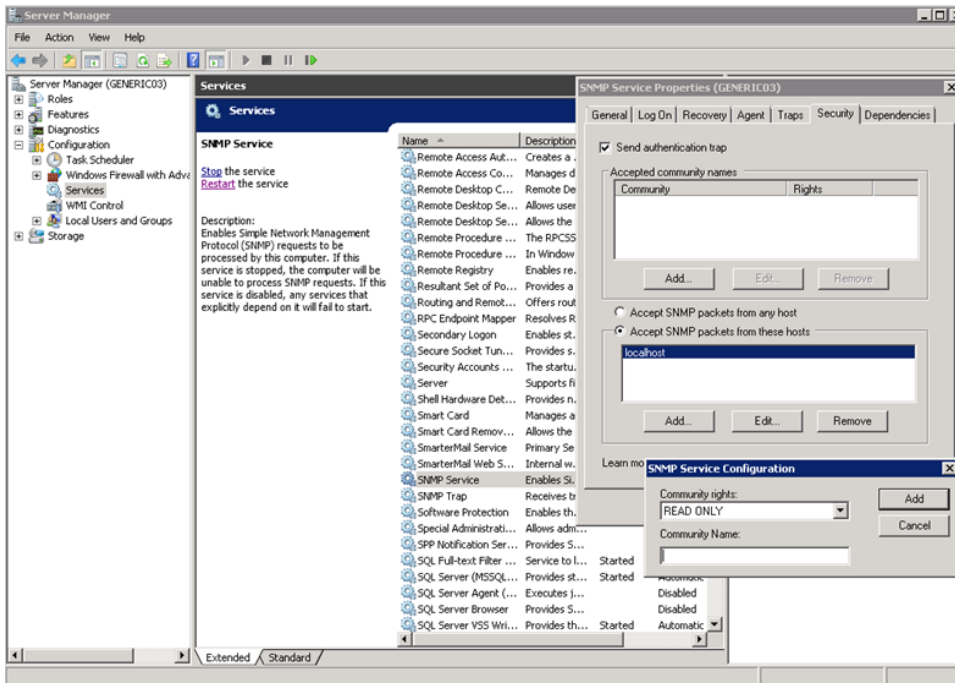 Server Manager
File Action View Help
Server Manager (GENERIC03)
Roles
Features
Diagnostics
Configuration
Task Scheduler
Windows Firewall with Adva
Services
WMI Control
Local Users and Groups
Storage
Services
Services
SNMP Service
Stop the service
Restart the service
Description:
Enables Simple Network Management
Protocol (SNMP) requests to be
processed by this computer. If this
service is stopped, the computer will be
unable to process SNMP requests. If this
service is disabled, any services that
explicitly depend on it will fail to start.
Name Description
Remote Access Aut... Creates a .
Remote Access Co... Manages d
Remote Desktop C... Remote De
Remote Desktop Se... Allows user
Remote Desktop Se... Allows the
Remote Procedure ... The RPCSS
Remote Procedure ... In Window
Remote Registry Enables re.
Resultant Set of Po... Provides a
Routing and Remot... Offers rout
RPC Endpoint Mapper Resolves R
Secondary Logon Enables st.
Secure Socket Tun... Provides s.
Security Accounts ... The startu.
Server Supports fi
Shell Hardware Det... Provides n.
Smart Card Manages a
Smart Card Remov... Allows the
SmarterMail Service Primary Se
SmarterMail Web S... Internal w.
SNMP Service Enables Si.
SNMP Trap Receives tr
Software Protection Enables th.
Special Administrati... Allows adm...
SPP Notification Ser... Provides S...
SQL Full-text Filter ... Service to l... Started
SQL Server (MSSQL... Provides st... Started Automatic
SQL Server Agent (... Executes j... Disabled
SQL Server Browser Provides S... Disabled
SQL Server VSS Wri... Provides th... Started Automatic
Extended Standard
SNMP Service Properties (GENERIC03)
General Log On Recovery Agent Traps Security Dependencies
Send authentication trap
Accepted community names
Community Rights
Add... Edit... Remove
Accept SNMP packets from any host
Accept SNMP packets from these hosts
localhost
Add... Edit... Remove
Learn mo
SNMP Service Configuration
Community rights:
READ ONLY
Add
Cancel
Community Name: